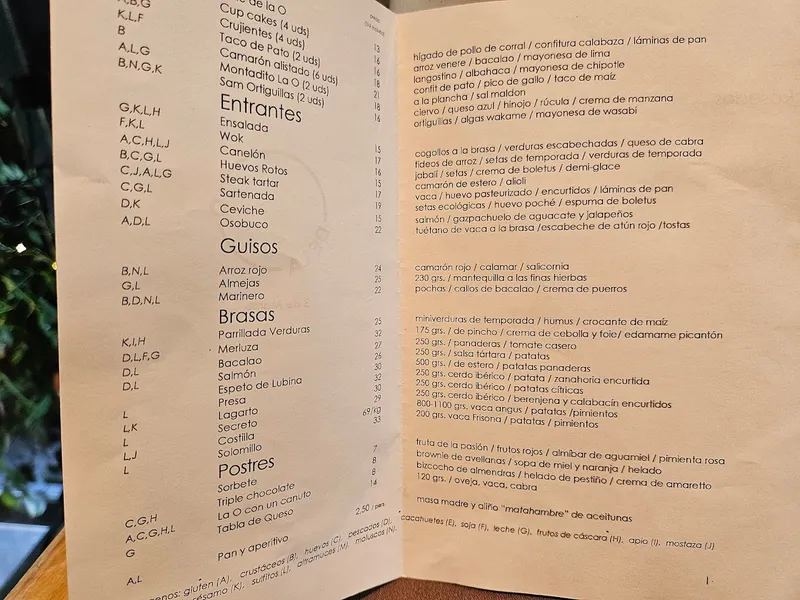 A,B,G
K,L,F
B
A,L,G
B,N,G,K
G,K,L,H
F,K,L
A,C,H,L,J
B,C,G,L
C,J,A,L,G
C,G,L
D,K
A,D,L
B,N,L
G,L
B,D,N,L
K,I,H
D,L,F,G
D,L
D,L
L
L,K
L
L,J
L
C,G,H
A,C,G,H,L
G
A,L
de la O
Cup cakes (4 uds) 13
Crujientes (4 uds) 16
Taco de Pato (2 uds) 16
Camarón alistado (6 uds) 18
Montadito La O (2 uds) 21
Sam Ortiguillas (2 uds) 18
16
Entrantes
Ensalada 15
Wok 17
Canelón 16
Huevos Rotos 15
Steak tartar 17
Sartenada 19
Ceviche 15
Osobuco 22
Guisos
Arroz rojo 24
Almejas 25
Marinero 22
Brasas
Parrillada Verduras 25
Merluza 32
Bacalao 27
Salmón 26
Espeto de Lubina 30
Presa 32
Lagarto 30
Secreto 29
Costilla 69/kg
Solomillo 33
Postres
Sorbete 7
Triple chocolate 8
La O con un canuto 8
Tabla de Queso 14
Pan y aperitivo 2,50 / pers.
enos: gluten (A), crustáceos (B), huevos (C), pescados (D),
césamo (K), sulfitos (L), altramuces (M), moluscos (N).
hígado de pollo de corral / confitura calabaza / láminas de pan
arroz venere / bacalao / mayonesa de lima
langostino / albahaca / mayonesa de chipotle
confit de pato / pico de gallo / taco de maíz
a la plancha / sal maldon
ciervo / queso azul / hinojo / rúcula / crema de manzana
ortiguillas / algas wakame / mayonesa de wasabi
cogollos a la brasa / verduras escabechadas / queso de cabra
fideos de arroz / setas de temporada / verduras de temporada
jabalí / setas / crema de boletus / demi-glace
camarón de estero / alioli
vaca / huevo pasteurizado / encurtidos / láminas de pan
setas ecológicas / huevo poché / espuma de boletus
salmón / gazpachuelo de aguacate y jalapeños
tuétano de vaca a la brasa /escabeche de atún rojo /tostas
camarón rojo / calamar / salicornia
230 grs. / mantequilla a las finas hierbas
pochas / callos de bacalao / crema de puerros
miniverduras de temporada / humus / crocante de maíz
175 grs. / de pincho / crema de cebolla y foie/ edamame picantón
250 grs. / panaderas / tomate casero
250 grs. / salsa tártara / patatas
500 grs. / de estero / patatas panaderas
250 grs. cerdo ibérico / patata / zanahoria encurtida
250 grs. cerdo ibérico / patatas cítricas
250 grs. cerdo ibérico / berenjena y calabacín encurtidos
800-1100 grs. vaca angus / patatas /pimientos
200 grs. vaca Frisona / patatas / pimientos
fruta de la pasión / frutos rojos / almíbar de aguamiel / pimienta rosa
brownie de avellanas / sopa de miel y naranja / helado
bizcocho de almendras / helado de pestiño / crema de amaretto
120 grs. / oveja, vaca, cabra
masa madre y aliño "matahambre" de aceitunas
cacahuetes (E), soja (F), leche (G), frutos de cáscara (H), apio (I), mostaza (J)